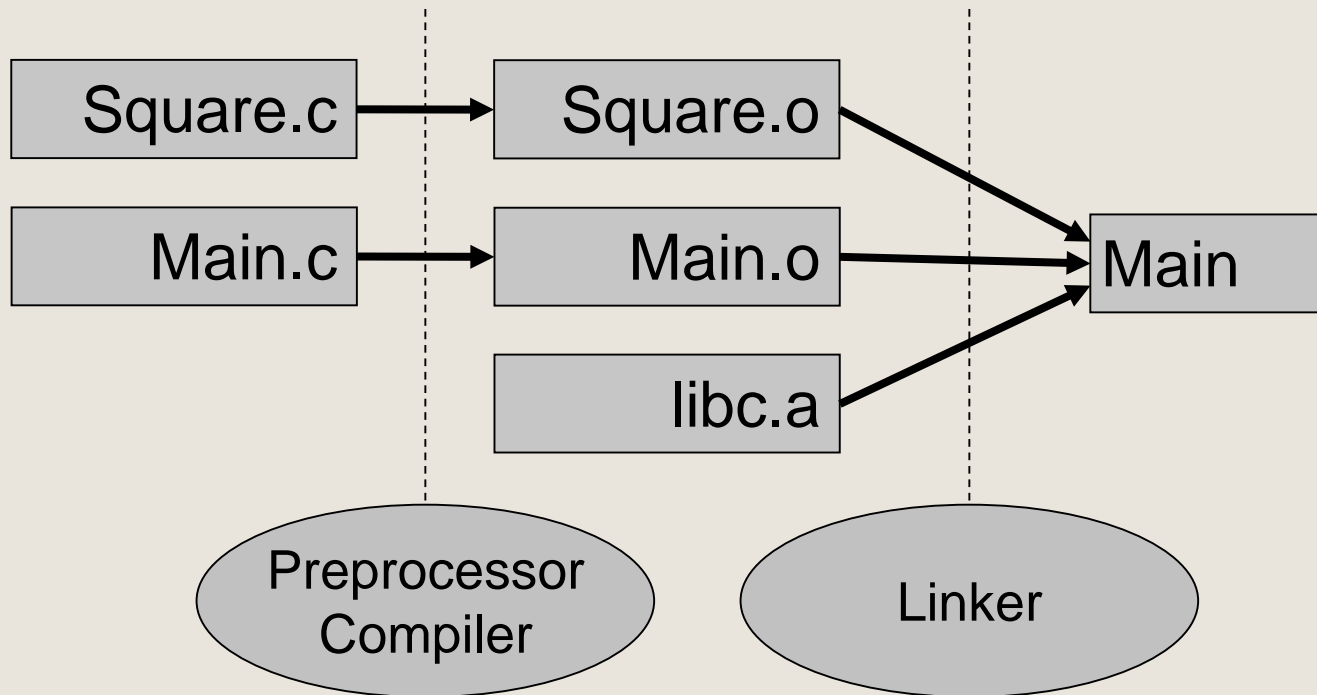 Square.c
Square.o
Main.c
Main.o
Main
libc.a
Preprocessor
Compiler
Linker